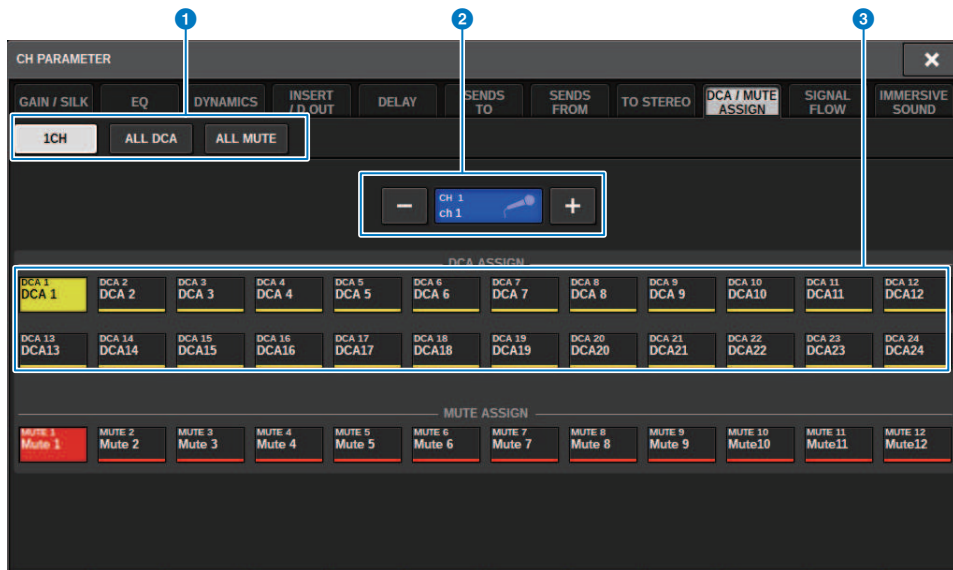 1 2 3
CH PARAMETER ×
GAIN / SILK EQ DYNAMICS INSERT / D.OUT DELAY SENDS TO SENDS FROM TO STEREO DCA / MUTE ASSIGN SIGNAL FLOW IMMERSIVE SOUND
1CH ALL DCA ALL MUTE
− CH 1 ch 1 +
DCA ASSIGN
DCA 1 DCA 2 DCA 3 DCA 4 DCA 5 DCA 6 DCA 7 DCA 8 DCA 9 DCA 10 DCA 11 DCA 12
DCA 1 DCA 2 DCA 3 DCA 4 DCA 5 DCA 6 DCA 7 DCA 8 DCA 9 DCA10 DCA11 DCA12
DCA 13 DCA 14 DCA 15 DCA 16 DCA 17 DCA 18 DCA 19 DCA 20 DCA 21 DCA 22 DCA 23 DCA 24
DCA13 DCA14 DCA15 DCA16 DCA17 DCA18 DCA19 DCA20 DCA21 DCA22 DCA23 DCA24
MUTE ASSIGN
MUTE 1 MUTE 2 MUTE 3 MUTE 4 MUTE 5 MUTE 6 MUTE 7 MUTE 8 MUTE 9 MUTE 10 MUTE 11 MUTE 12
Mute 1 Mute 2 Mute 3 Mute 4 Mute 5 Mute 6 Mute 7 Mute 8 Mute 9 Mute10 Mute11 Mute12